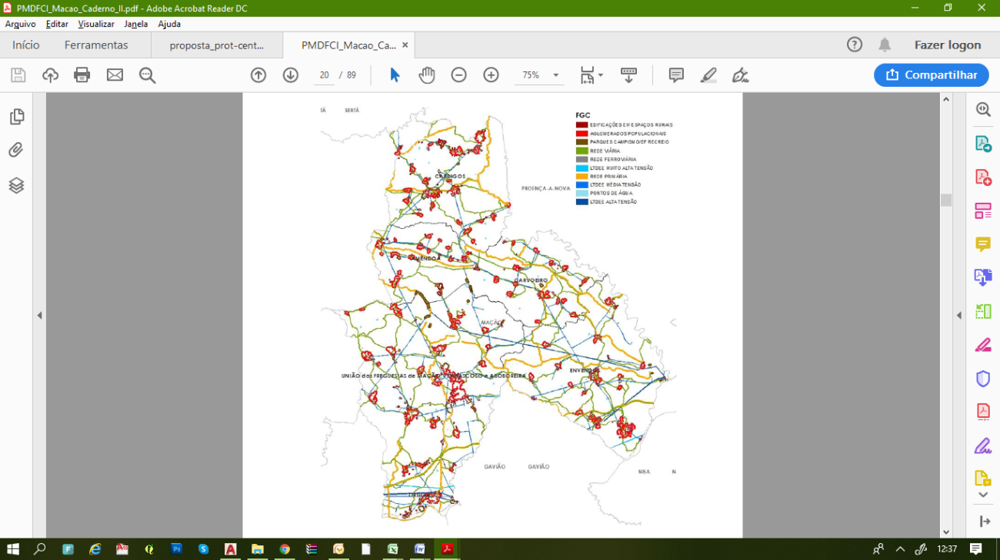 PMDFCI_Macao_Caderno_II.pdf - Adobe Acrobat Reader DC
Arquivo Editar Visualizar Janela Ajuda
Início Ferramentas proposta_prot-cent... PMDFCI_Macao_Ca... ×
Fazer logon
20 / 89
75%
Compartilhar
TÃ SERTÃ
FGC
EDIFICAÇÕES EM ESPAÇOS RURAIS
AGLOMERADOS POPULACIONAIS
PARQUES CAMPISMO/EF RECREIO
REDE VIÁRIA
REDE FERROVIÁRIA
LTDEE MUITO ALTA TENSÃO
REDE PRIMÁRIA
LTDEE MÉDIA TENSÃO
PONTOS DE ÁGUA
LTDEE ALTA TENSÃO
CARDIGOS
PROENÇA-A-NOVA
AMÊNDOA
CARVOEIRO
MAÇÃO
ENVENDOS
UNIÃO das FREGUESIAS de MAÇÃO, PENHASCOSO e ABOBOREIRA
GAVIÃO GAVIÃO
NISA N
12:37